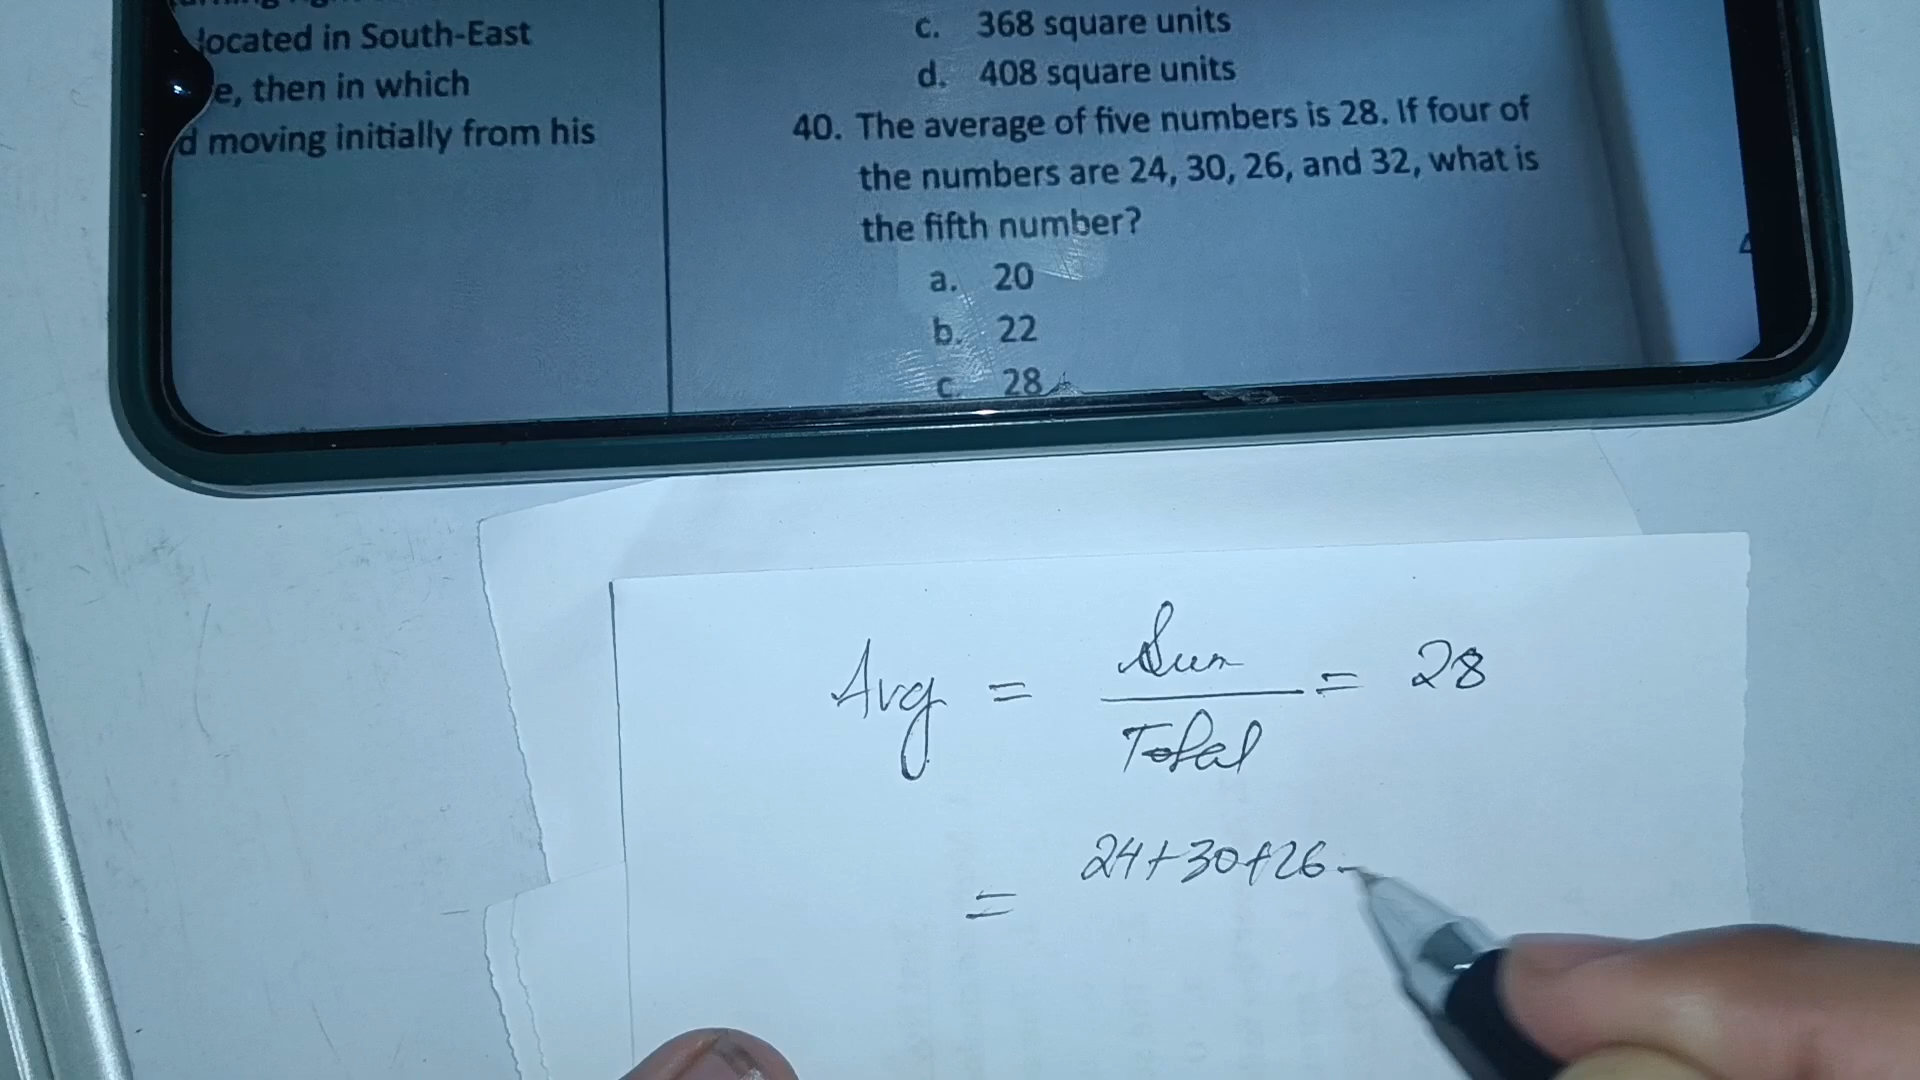 located in South-East
e, then in which
d moving initially from his
c. 368 square units
d. 408 square units
40. The average of five numbers is 28. If four of
the numbers are 24, 30, 26, and 32, what is
the fifth number?
a. 20
b. 22
c. 28
Avg = Sum = 28
Total
= 24+30+26